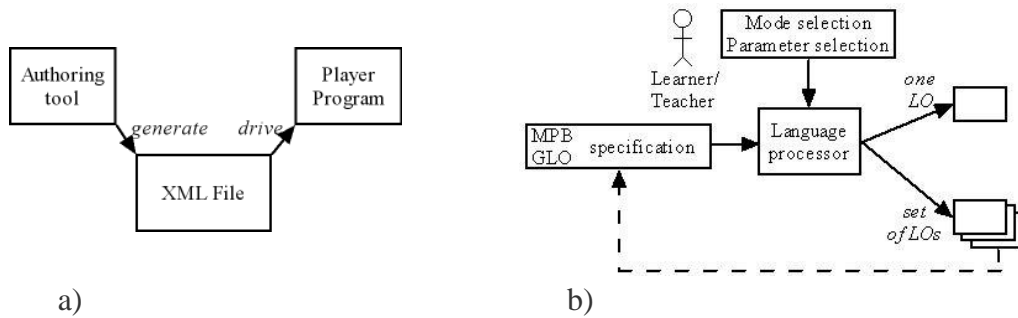 Authoring
tool
Player
Program
generate
drive
XML File
a)
Mode selection
Parameter selection
Learner/
Teacher
one
LO
MPB
GLO
specification
Language
processor
set
of LOs
b)